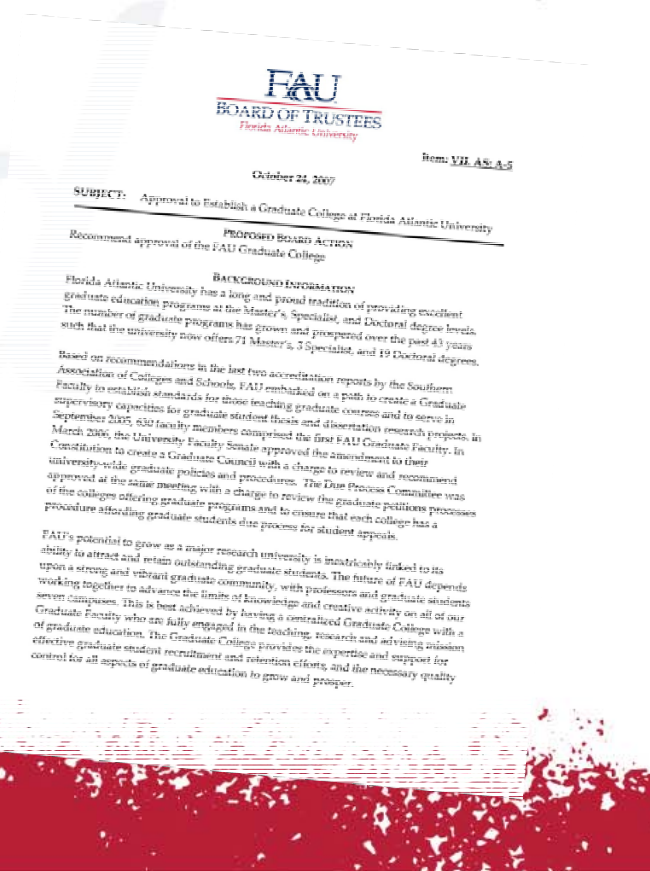 FAU
BOARD OF TRUSTEES
Florida Atlantic University
Item: VII. AS: A-5
October 24, 2007
SUBJECT: Approval to Establish a Graduate College at Florida Atlantic University
PROPOSED BOARD ACTION
Recommend approval of the FAU Graduate College
BACKGROUND INFORMATION
Florida Atlantic University has a long and proud tradition of providing excellent
graduate education programs at the Master's, Specialist, and Doctoral degree levels.
The number of graduate programs has grown and prospered over the past 43 years
such that the university now offers 71 Master's, 3 Specialist, and 19 Doctoral degrees.
Based on recommendations in the last two accreditation reports by the Southern
Association of Colleges and Schools, FAU embarked on a path to create a Graduate
Faculty to establish standards for those teaching graduate courses and to serve in
supervisory capacities for graduate student thesis and dissertation research projects. In
September 2005, faculty members comprised the first FAU Graduate Faculty. In
March 2006, the University Faculty Senate approved the amendment to their
Constitution to create a Graduate Council with a charge to review and recommend
university-wide graduate policies and procedures. The Due Process Committee was
approved at the same meeting with a charge to review the graduate petitions processes
of the colleges offering graduate programs and to ensure that each college has a
procedure affording graduate students due process for student appeals.
FAU's potential to grow as a major research university is inextricably linked to its
ability to attract and retain outstanding graduate students. The future of FAU depends
upon a strong and vibrant graduate community, with professors and graduate students
working together to advance the limits of knowledge and creative activity on all of our
seven campuses. This is best achieved by having a centralized Graduate College with a
Graduate Faculty who are fully engaged in the teaching, research and advising mission
of graduate education. The Graduate College provides the expertise and support for
effective graduate student recruitment and retention efforts, and the necessary quality
control for all aspects of graduate education to grow and prosper.